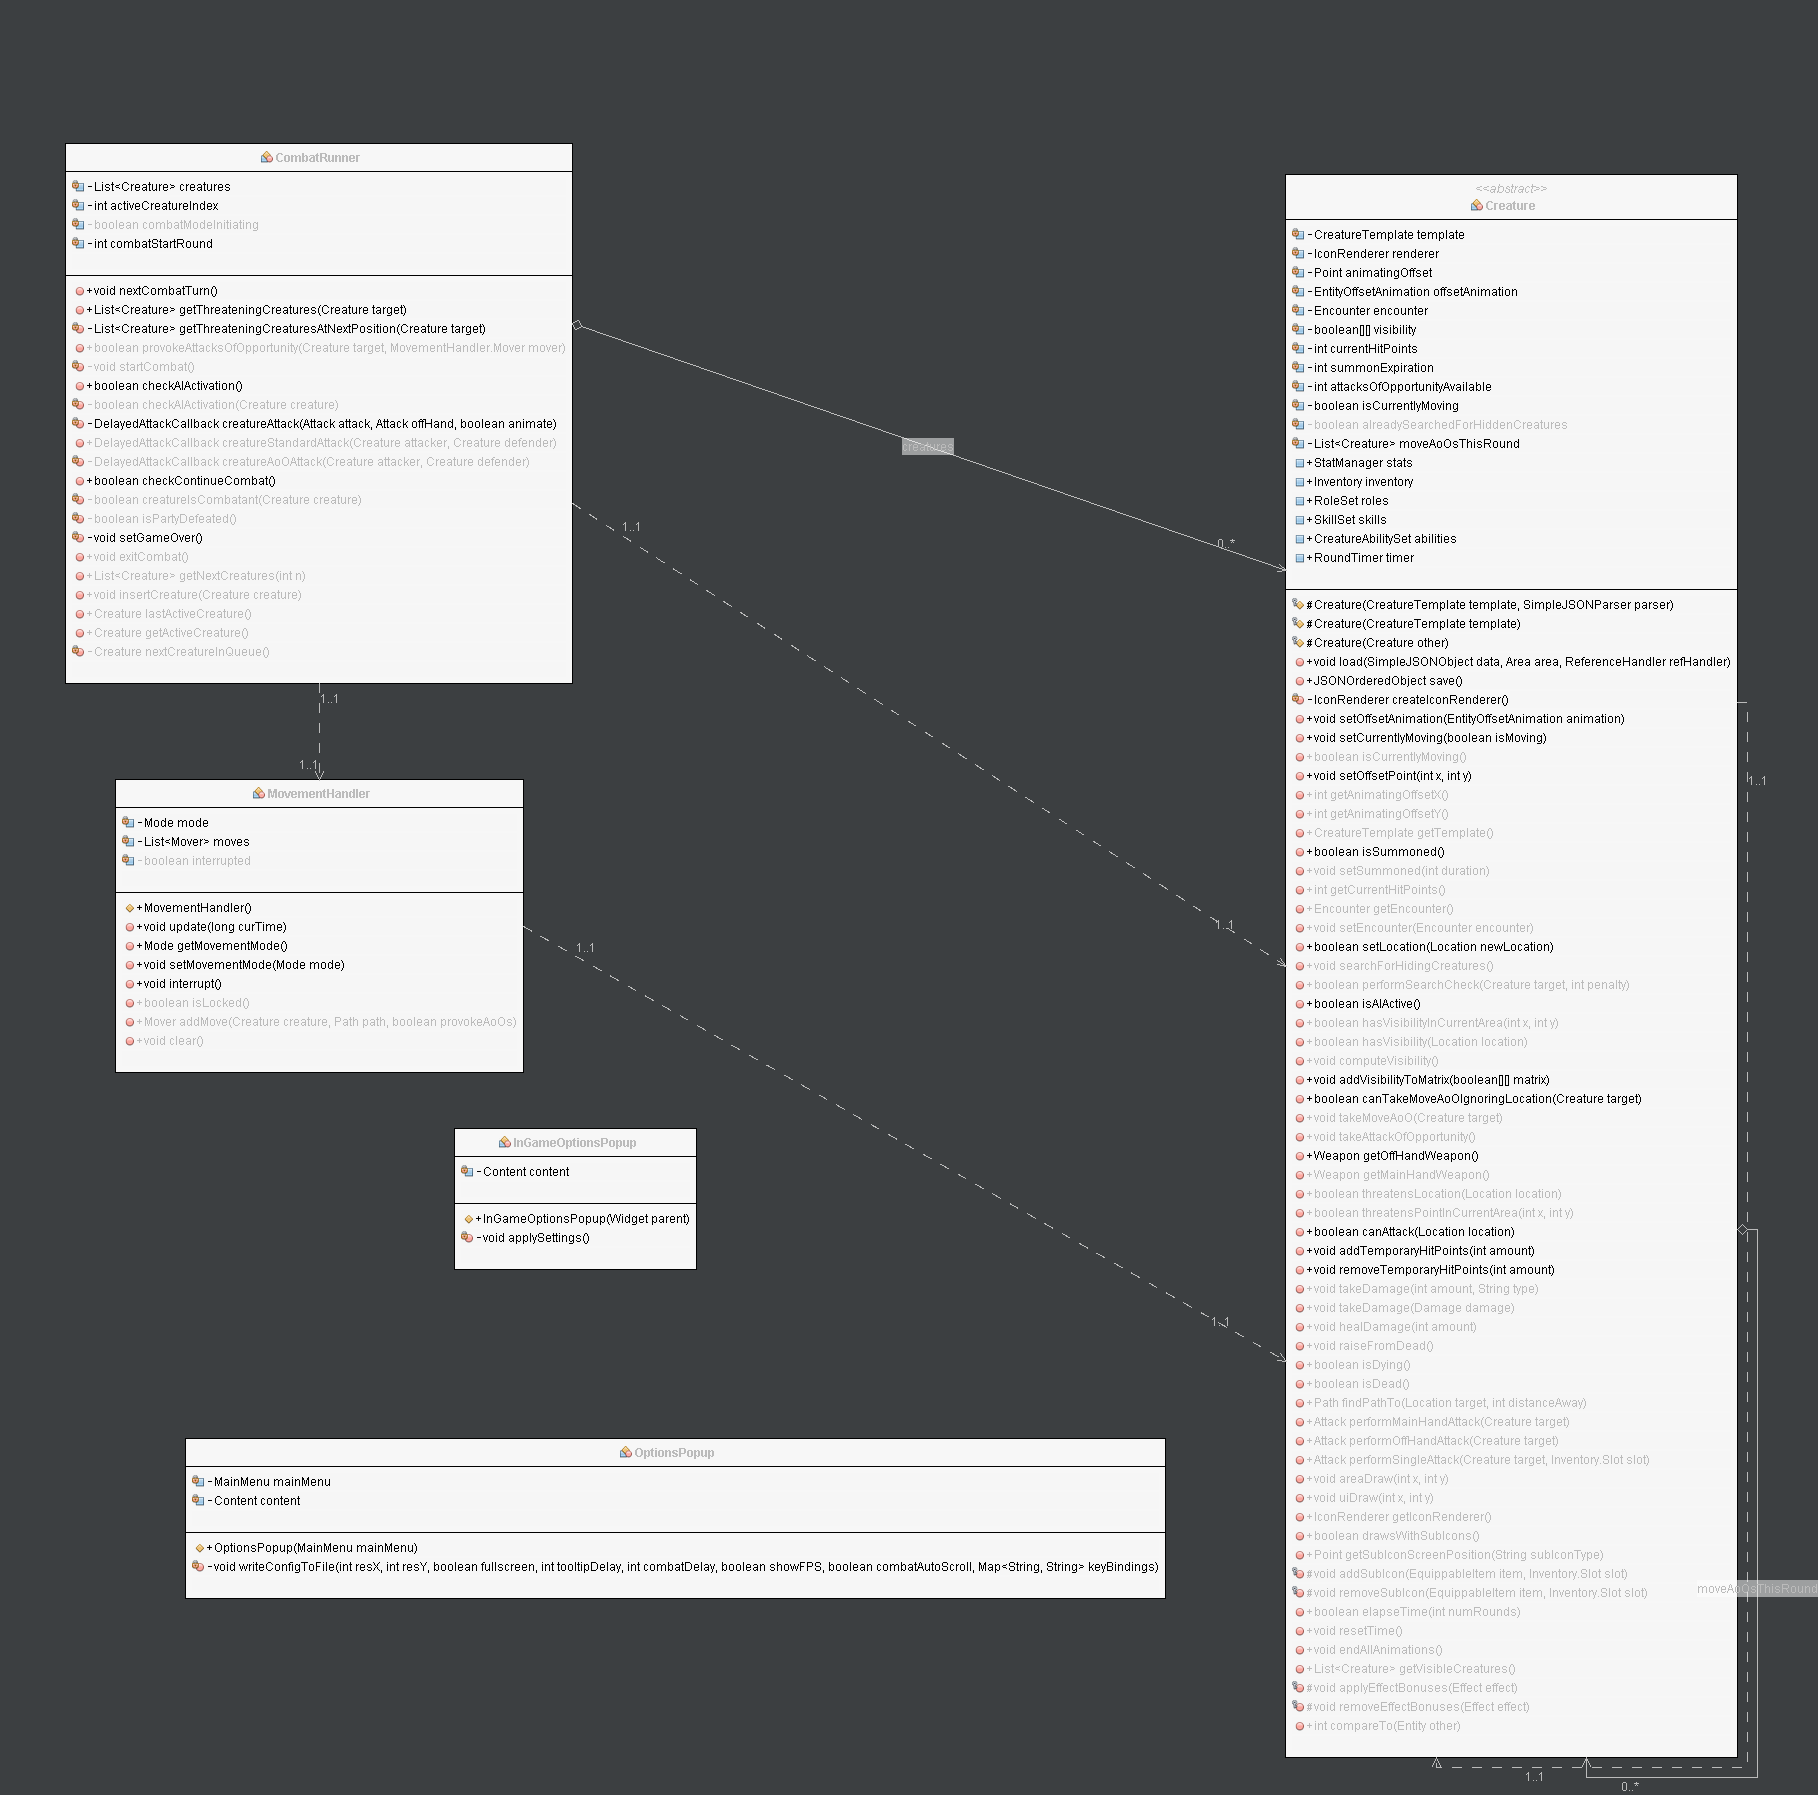 CombatRunner
-List<Creature> creatures
-int activeCreatureIndex
-boolean combatModeInitiating
-int combatStartRound
+void nextCombatTurn()
+List<Creature> getThreateningCreatures(Creature target)
-List<Creature> getThreateningCreaturesAtNextPosition(Creature target)
+boolean provokeAttacksOfOpportunity(Creature target, MovementHandler.Mover mover)
-void startCombat()
+boolean checkAIActivation()
-boolean checkAIActivation(Creature creature)
-DelayedAttackCallback creatureAttack(Attack attack, Attack offHand, boolean animate)
+DelayedAttackCallback creatureStandardAttack(Creature attacker, Creature defender)
-DelayedAttackCallback creatureAoOAttack(Creature attacker, Creature defender)
+boolean checkContinueCombat()
-boolean creatureIsCombatant(Creature creature)
-boolean isPartyDefeated()
-void setGameOver()
+void exitCombat()
+List<Creature> getNextCreatures(int n)
+void insertCreature(Creature creature)
+Creature lastActiveCreature()
+Creature getActiveCreature()
-Creature nextCreatureInQueue()
creatures
0..*
1..1
1..1
1..1
1..1
MovementHandler
-Mode mode
-List<Mover> moves
-boolean interrupted
+MovementHandler()
+void update(long curTime)
+Mode getMovementMode()
+void setMovementMode(Mode mode)
+void interrupt()
+boolean isLocked()
+Mover addMove(Creature creature, Path path, boolean provokeAoOs)
+void clear()
1..1
1..1
InGameOptionsPopup
-Content content
+InGameOptionsPopup(Widget parent)
-void applySettings()
OptionsPopup
-MainMenu mainMenu
-Content content
+OptionsPopup(MainMenu mainMenu)
-void writeConfigToFile(int resX, int resY, boolean fullscreen, int tooltipDelay, int combatDelay, boolean showFPS, boolean combatAutoScroll, Map<String, String> keyBindings)
<<abstract>>
Creature
-CreatureTemplate template
-IconRenderer renderer
-Point animatingOffset
-EntityOffsetAnimation offsetAnimation
-Encounter encounter
-boolean[][] visibility
-int currentHitPoints
-int summonExpiration
-int attacksOfOpportunityAvailable
-boolean isCurrentlyMoving
-boolean alreadySearchedForHiddenCreatures
-List<Creature> moveAoOsThisRound
+StatManager stats
+Inventory inventory
+RoleSet roles
+SkillSet skills
+CreatureAbilitySet abilities
+RoundTimer timer
#Creature(CreatureTemplate template, SimpleJSONParser parser)
#Creature(CreatureTemplate template)
#Creature(Creature other)
+void load(SimpleJSONObject data, Area area, ReferenceHandler refHandler)
+JSONOrderedObject save()
-IconRenderer createIconRenderer()
+void setOffsetAnimation(EntityOffsetAnimation animation)
+void setCurrentlyMoving(boolean isMoving)
+boolean isCurrentlyMoving()
+void setOffsetPoint(int x, int y)
+int getAnimatingOffsetX()
+int getAnimatingOffsetY()
+CreatureTemplate getTemplate()
+boolean isSummoned()
+void setSummoned(int duration)
+int getCurrentHitPoints()
+Encounter getEncounter()
+void setEncounter(Encounter encounter)
+boolean setLocation(Location newLocation)
+void searchForHidingCreatures()
+boolean performSearchCheck(Creature target, int penalty)
+boolean isAIActive()
+boolean hasVisibilityInCurrentArea(int x, int y)
+boolean hasVisibility(Location location)
+void computeVisibility()
+void addVisibilityToMatrix(boolean[][] matrix)
+boolean canTakeMoveAoOIgnoringLocation(Creature target)
+void takeMoveAoO(Creature target)
+void takeAttackOfOpportunity()
+Weapon getOffHandWeapon()
+Weapon getMainHandWeapon()
+boolean threatensLocation(Location location)
+boolean threatensPointInCurrentArea(int x, int y)
+boolean canAttack(Location location)
+void addTemporaryHitPoints(int amount)
+void removeTemporaryHitPoints(int amount)
+void takeDamage(int amount, String type)
+void takeDamage(Damage damage)
+void healDamage(int amount)
+void raiseFromDead()
+boolean isDying()
+boolean isDead()
+Path findPathTo(Location target, int distanceAway)
+Attack performMainHandAttack(Creature target)
+Attack performOffHandAttack(Creature target)
+Attack performSingleAttack(Creature target, Inventory.Slot slot)
+void areaDraw(int x, int y)
+void uiDraw(int x, int y)
+IconRenderer getIconRenderer()
+boolean drawsWithSubIcons()
+Point getSubIconScreenPosition(String subIconType)
#void addSubIcon(EquippableItem item, Inventory.Slot slot)
#void removeSubIcon(EquippableItem item, Inventory.Slot slot)
+boolean elapseTime(int numRounds)
+void resetTime()
+void endAllAnimations()
+List<Creature> getVisibleCreatures()
#void applyEffectBonuses(Effect effect)
#void removeEffectBonuses(Effect effect)
+int compareTo(Entity other)
1..1
moveAoOsThisRound
1..1
0..*